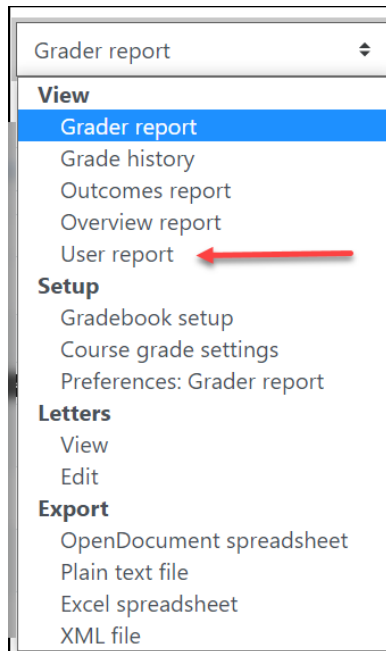 Grader report
View
Grader report
Grade history
Outcomes report
Overview report
User report
Setup
Gradebook setup
Course grade settings
Preferences: Grader report
Letters
View
Edit
Export
OpenDocument spreadsheet
Plain text file
Excel spreadsheet
XML file